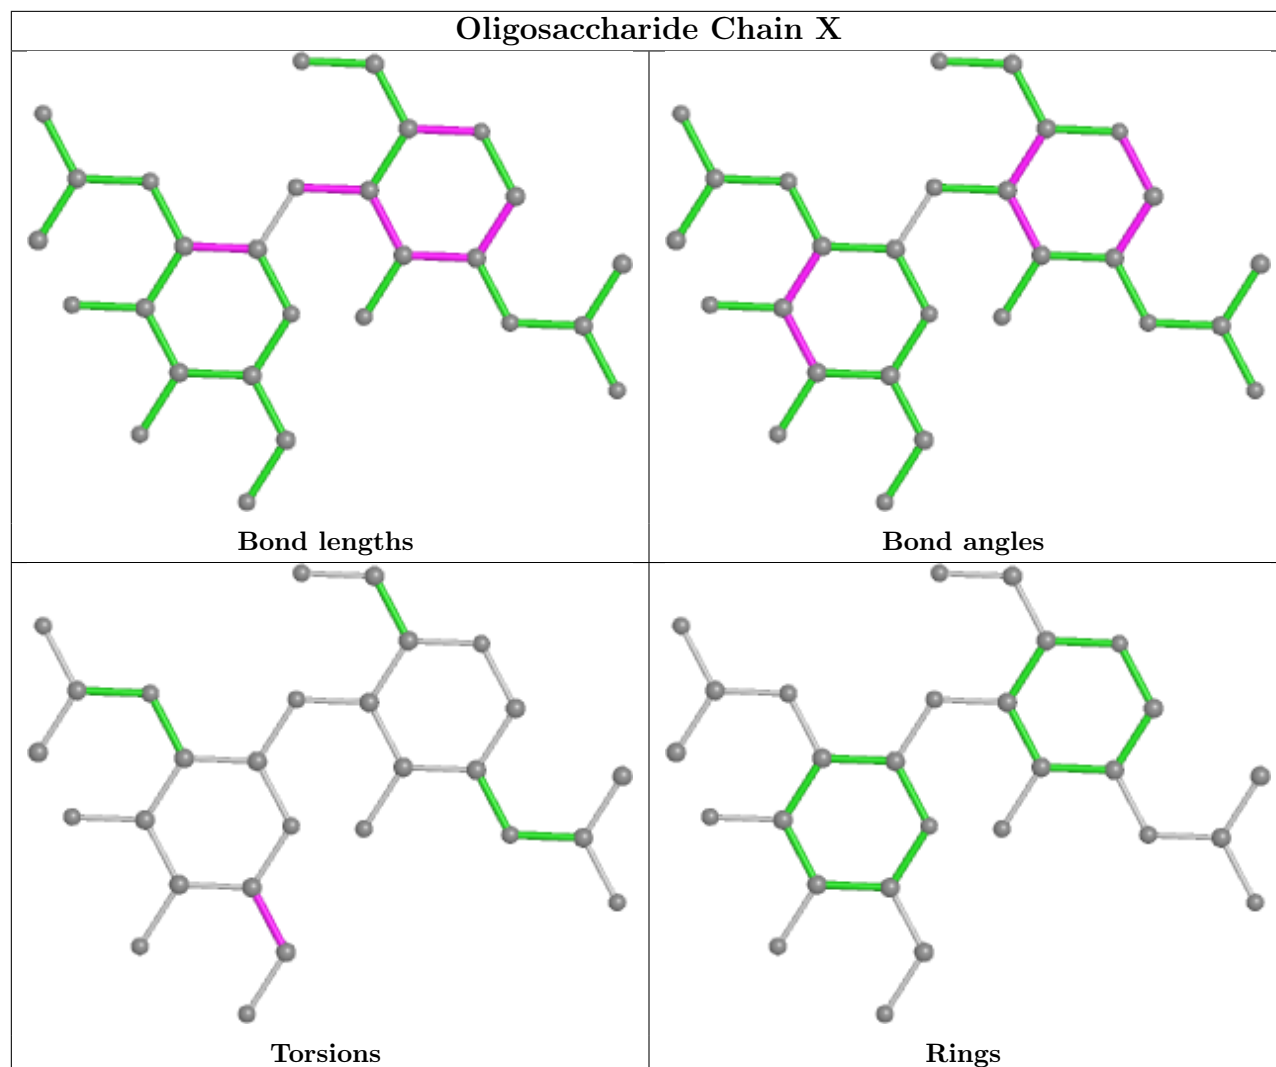 Oligosaccharide Chain X
Bond lengths
Bond angles
Torsions
Rings